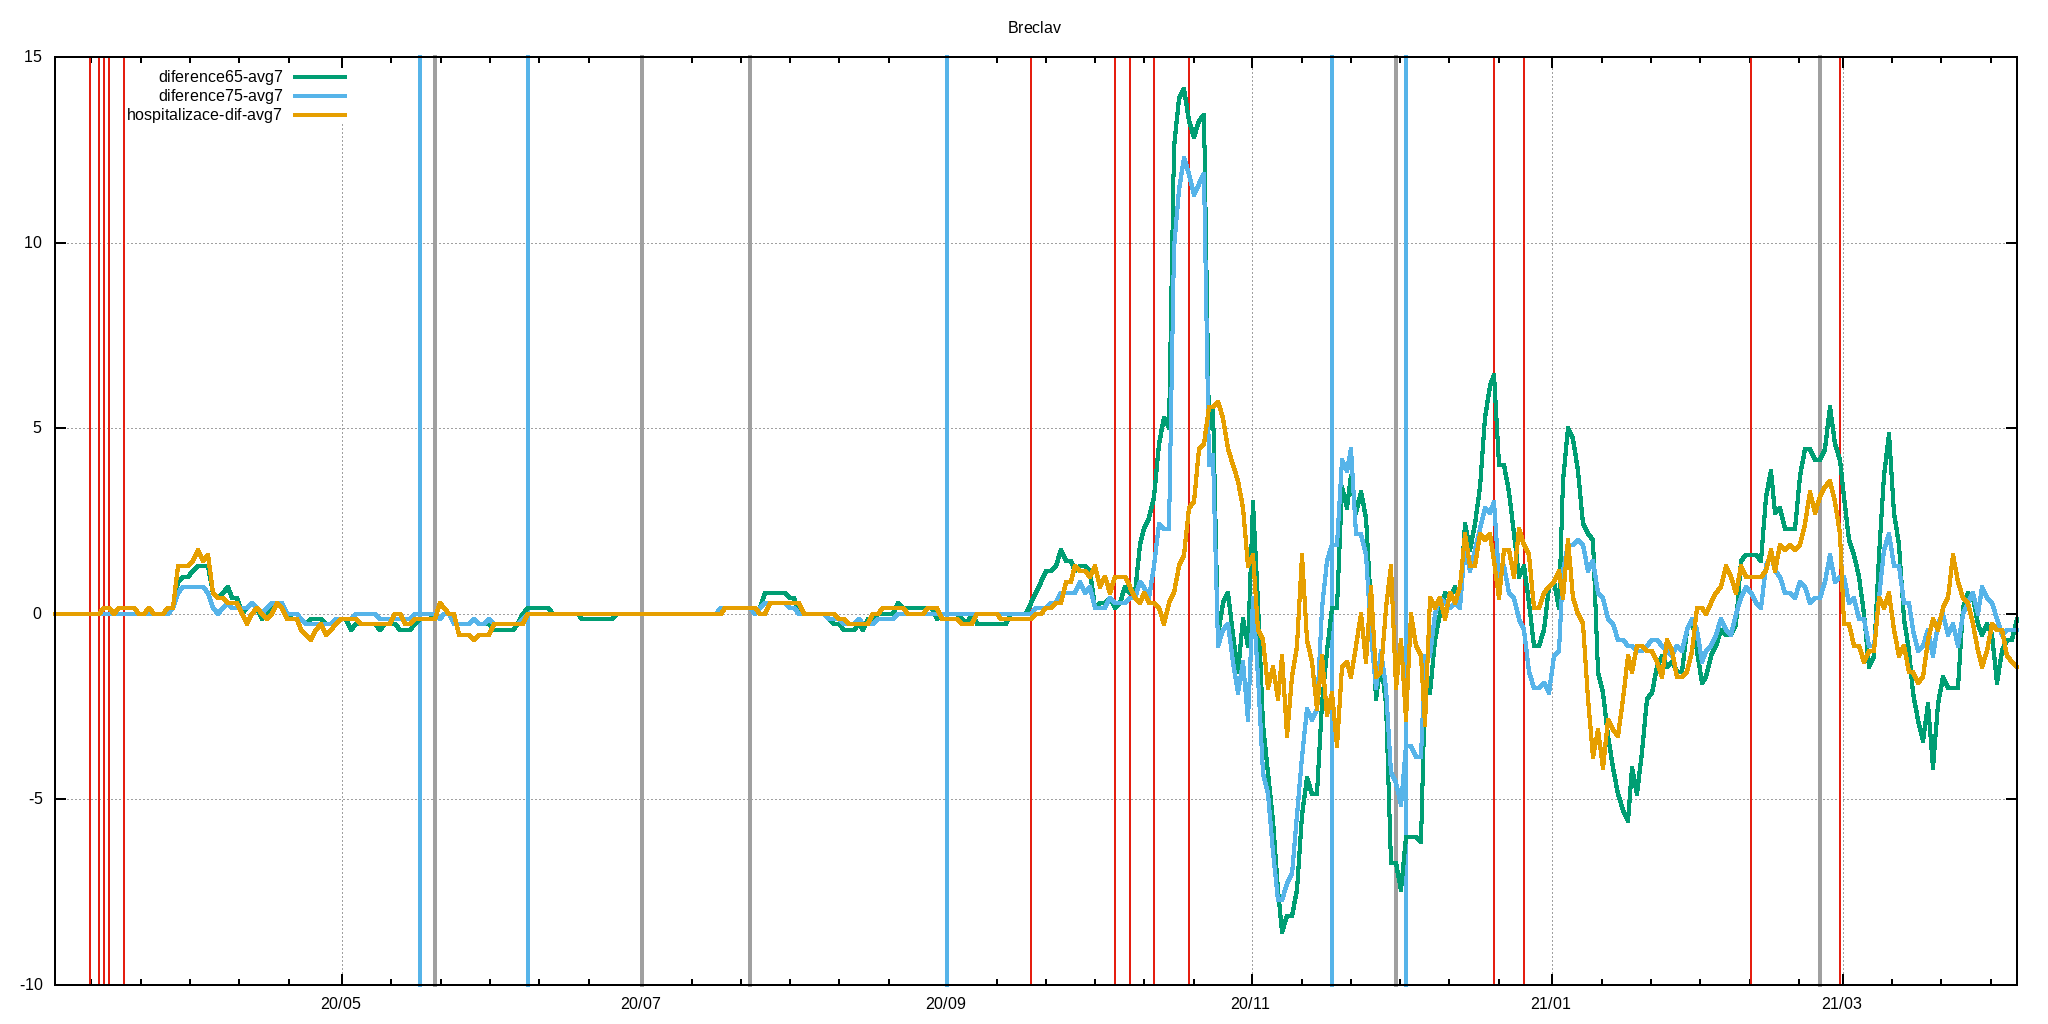 Breclav
15
diference65-avg7
diference75-avg7
hospitalizace-dif-avg7
10
5
0
-5
-10
20/05 20/07 20/09 20/11 21/01 21/03